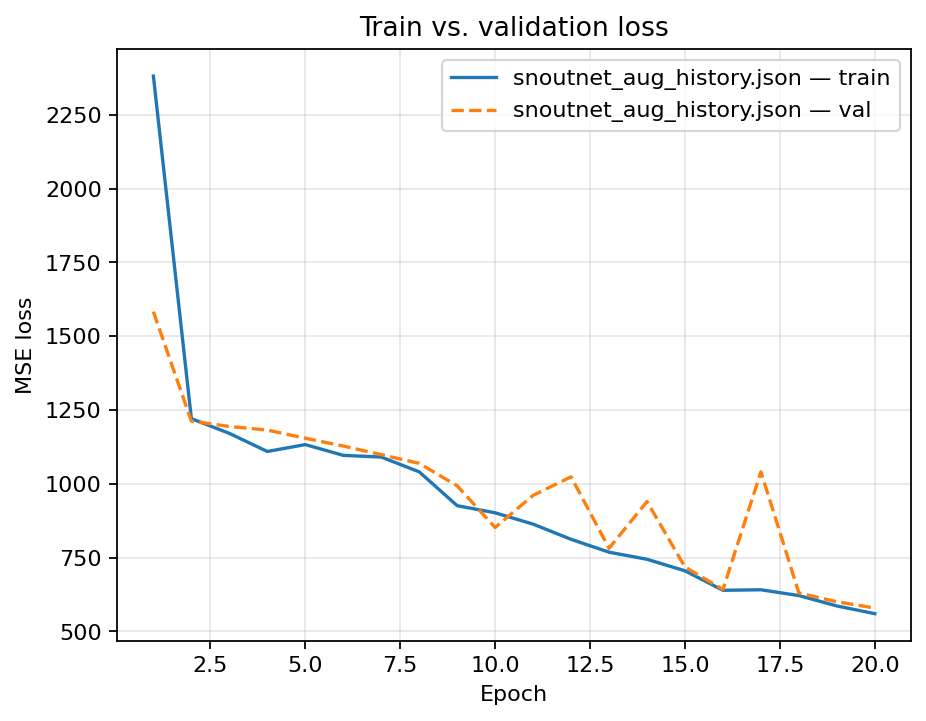 Train vs. validation loss
snoutnet_aug_history.json — train
snoutnet_aug_history.json — val
MSE loss
2250
2000
1750
1500
1250
1000
750
500
2.5 5.0 7.5 10.0 12.5 15.0 17.5 20.0
Epoch